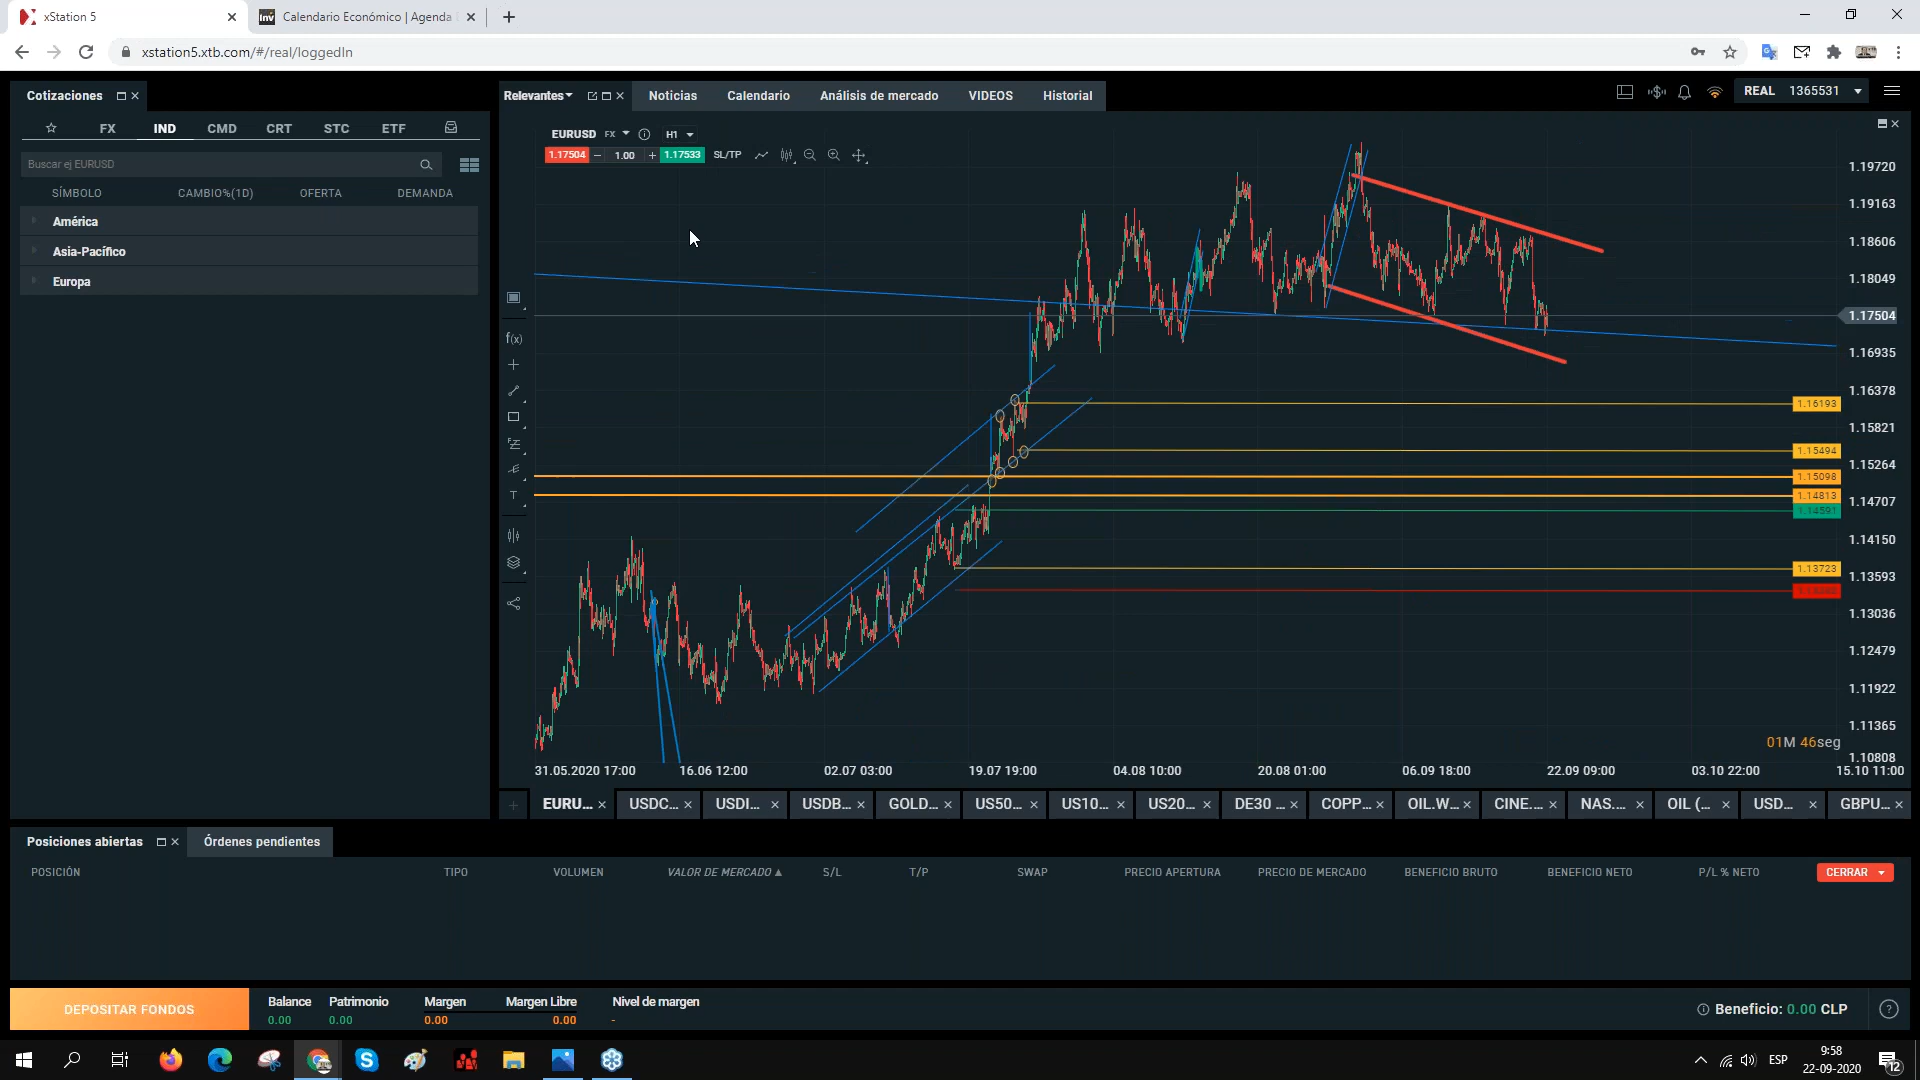 xStation 5
Calendario Económico | Agenda
xstation5.xtb.com/#/real/loggedIn
Cotizaciones
Relevantes
Noticias
Calendario
Análisis de mercado
VIDEOS
Historial
REAL 1365531
FX
IND
CMD
CRT
STC
ETF
EURUSD FX
H1
Buscar ej EURUSD
1.17504
1.00
1.17533
SL/TP
SÍMBOLO
CAMBIO%(1D)
OFERTA
DEMANDA
América
Asia-Pacífico
Europa
f(x)
T
1.19720
1.19163
1.18606
1.18049
1.17504
1.16935
1.16378
1.16193
1.15821
1.15494
1.15264
1.15098
1.14813
1.14707
1.14591
1.14150
1.13723
1.13593
1.13036
1.12479
1.11922
1.11365
01M 46seg
1.10808
31.05.2020 17:00
16.06 12:00
02.07 03:00
19.07 19:00
04.08 10:00
20.08 01:00
06.09 18:00
22.09 09:00
03.10 22:00
15.10 11:00
EURU...
USDC...
USDI...
USDB...
GOLD...
US50...
US10...
US20...
DE30 ...
COPP...
OIL.W...
CINE....
NAS....
OIL (...
USD...
GBPU...
Posiciones abiertas
Órdenes pendientes
POSICIÓN
TIPO
VOLUMEN
VALOR DE MERCADO
S/L
T/P
SWAP
PRECIO APERTURA
PRECIO DE MERCADO
BENEFICIO BRUTO
BENEFICIO NETO
P/L % NETO
CERRAR
DEPOSITAR FONDOS
Balance
Patrimonio
Margen
Margen Libre
Nivel de margen
0.00
0.00
0.00
0.00
-
Beneficio: 0.00 CLP
ESP
9:58
22-09-2020
12